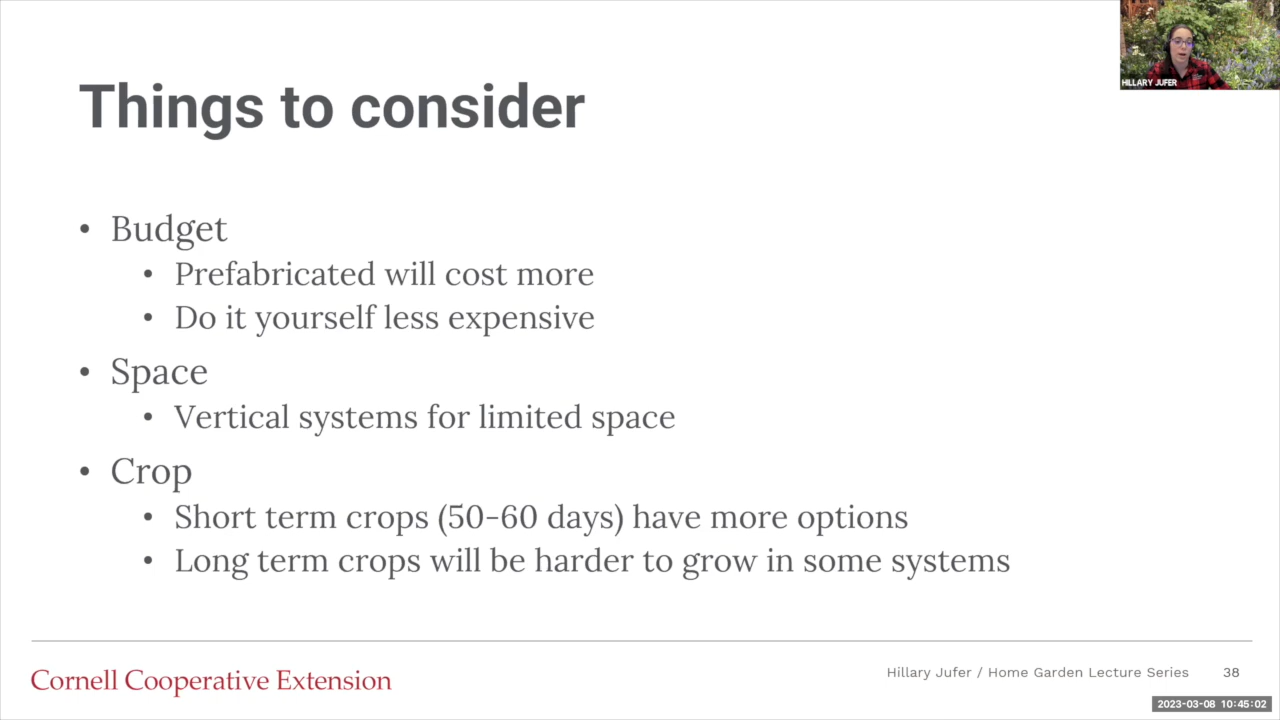 HILLARY JUFER
Things to consider
• Budget
• Prefabricated will cost more
• Do it yourself less expensive
• Space
• Vertical systems for limited space
• Crop
• Short term crops (50-60 days) have more options
• Long term crops will be harder to grow in some systems
Cornell Cooperative Extension
Hillary Jufer / Home Garden Lecture Series 38
2023-03-08 10:45:02